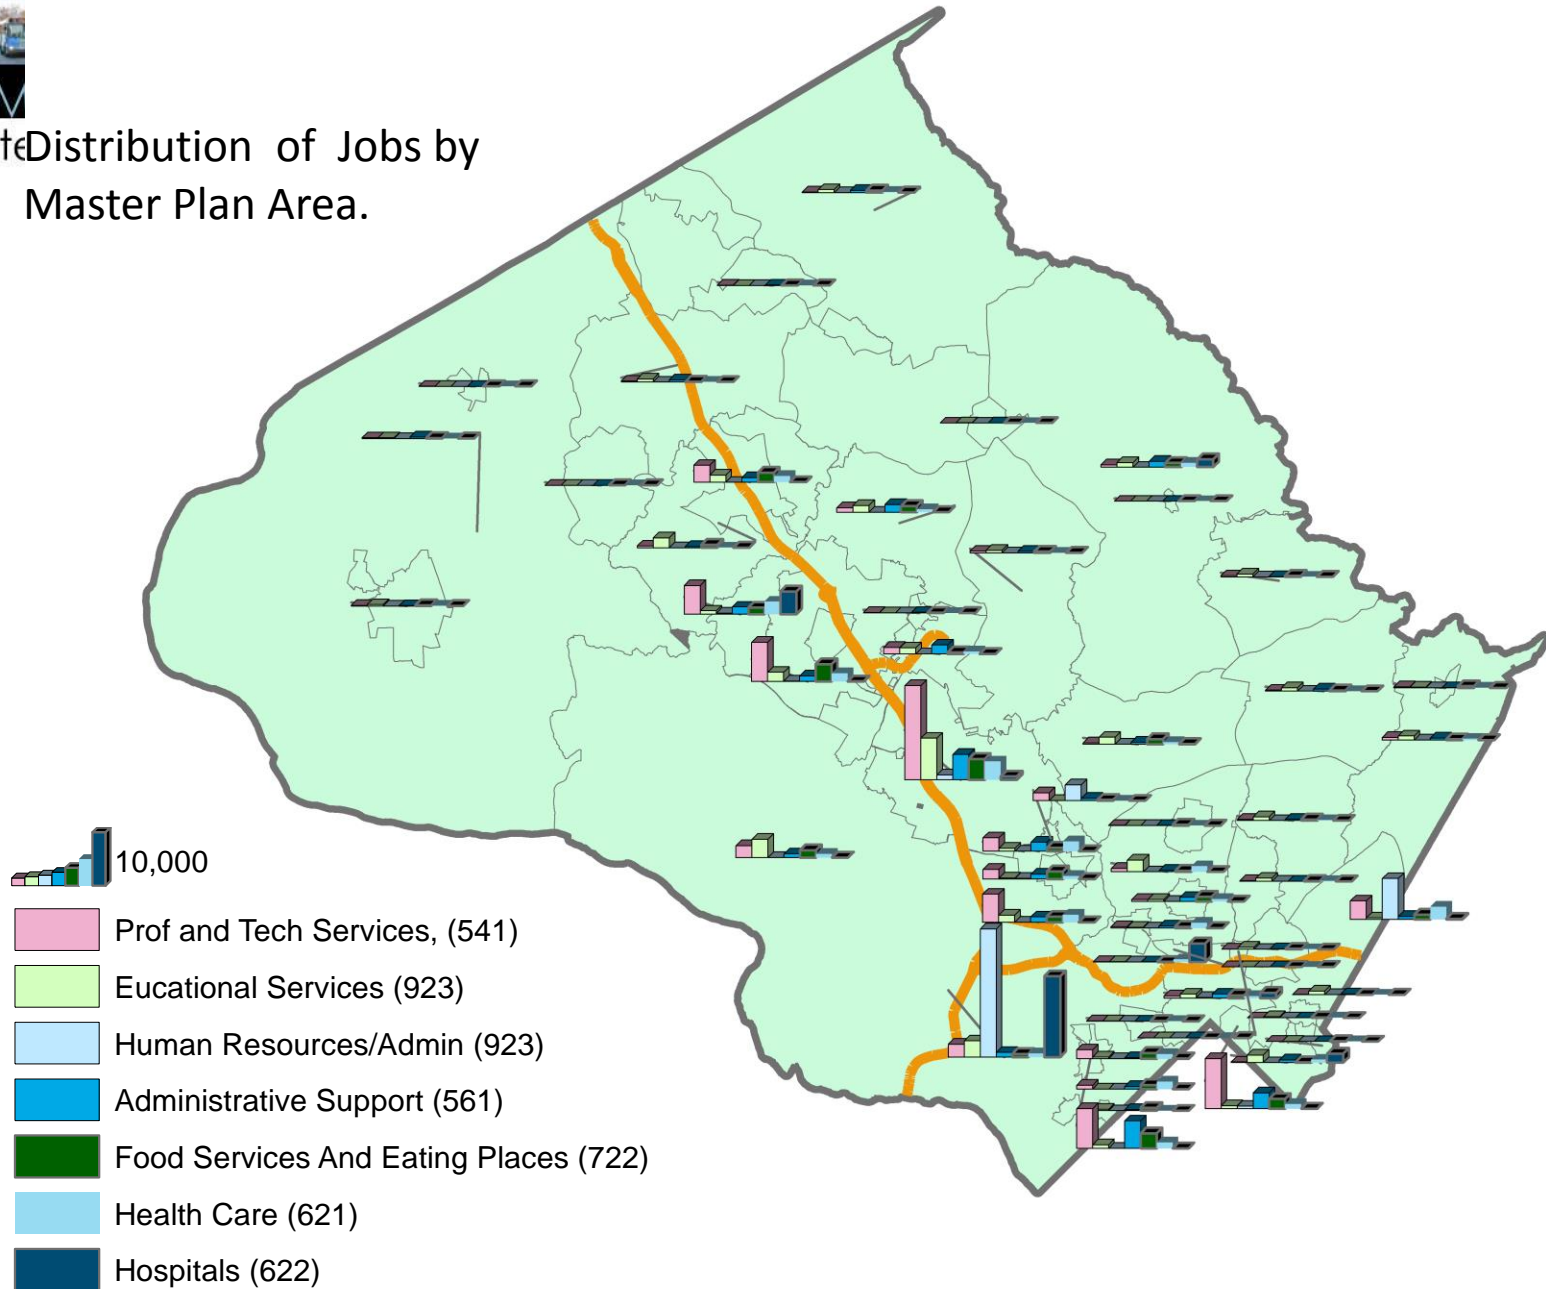 Distribution of Jobs by
Master Plan Area.
10,000
Prof and Tech Services, (541)
Eucational Services (923)
Human Resources/Admin (923)
Administrative Support (561)
Food Services And Eating Places (722)
Health Care (621)
Hospitals (622)